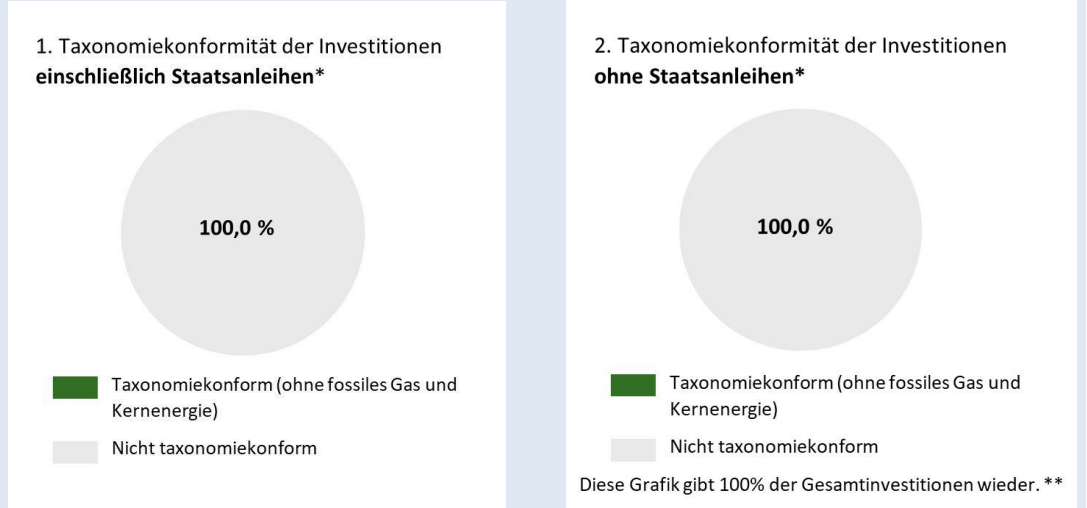 1. Taxonomiekonformität der Investitionen
einschließlich Staatsanleihen*
100,0 %
Taxonomiekonform (ohne fossiles Gas und
Kernenergie)
Nicht taxonomiekonform
2. Taxonomiekonformität der Investitionen
ohne Staatsanleihen*
100,0 %
Taxonomiekonform (ohne fossiles Gas und
Kernenergie)
Nicht taxonomiekonform
Diese Grafik gibt 100% der Gesamtinvestitionen wieder. **